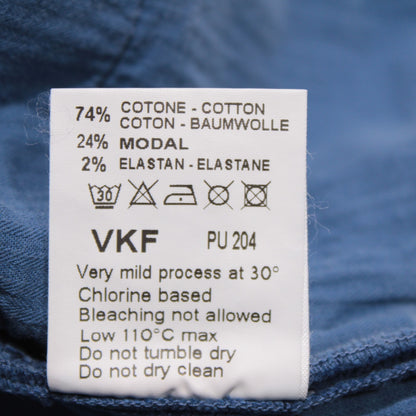 74% COTONE - COTTON
COTON - BAUMWOLLE
24% MODAL
2% ELASTAN - ELASTANE
30
VKF PU 204
Very mild process at 30°
Chlorine based
Bleaching not allowed
Low 110°C max
Do not tumble dry
Do not dry clean